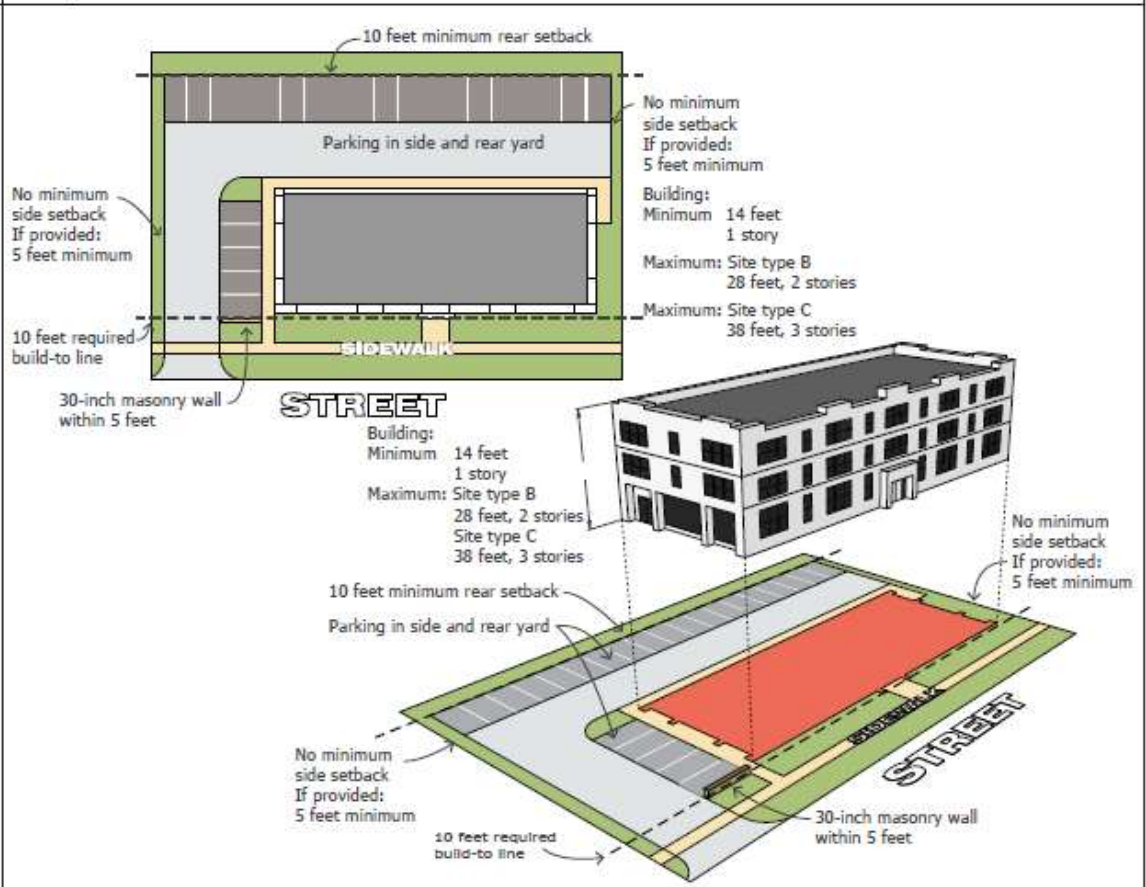 10 feet minimum rear setback
No minimum
side setback
If provided:
5 feet minimum
Parking in side and rear yard
No minimum
side setback
If provided:
5 feet minimum
Building:
Minimum 14 feet
1 story
Maximum: Site type B
28 feet, 2 stories
Maximum: Site type C
38 feet, 3 stories
10 feet required
build-to line
SIDEWALK
30-inch masonry wall
within 5 feet
STREET
Building:
Minimum 14 feet
1 story
Maximum: Site type B
28 feet, 2 stories
Site type C
38 feet, 3 stories
No minimum
side setback
If provided:
5 feet minimum
10 feet minimum rear setback
Parking in side and rear yard
SIDEWALK
STREET
No minimum
side setback
If provided:
5 feet minimum
30-inch masonry wall
within 5 feet
10 feet required
build-to line